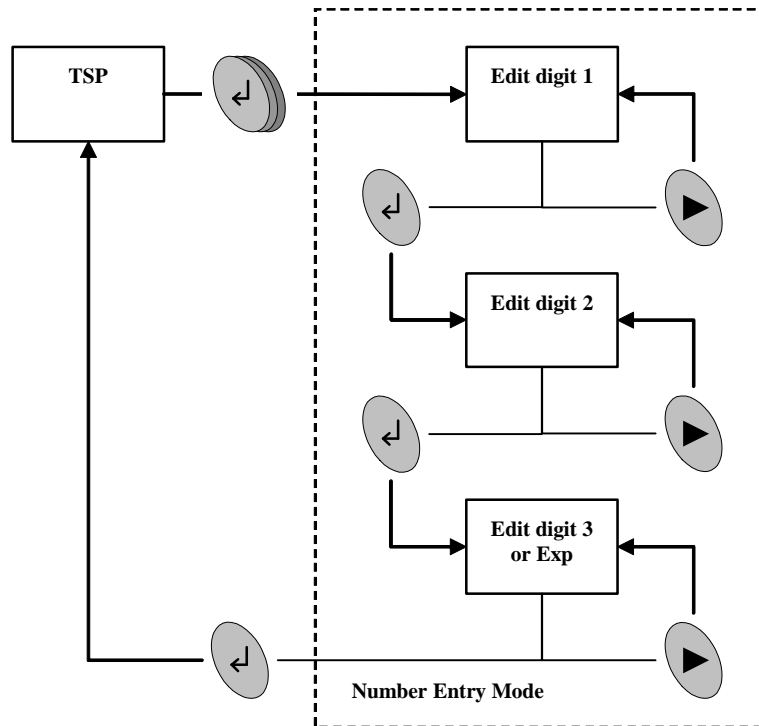 TSP
Edit digit 1
Edit digit 2
Edit digit 3
or Exp
Number Entry Mode